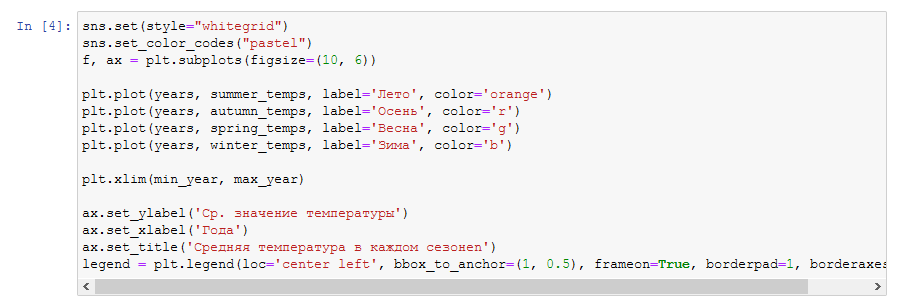 In [4]:
sns.set(style="whitegrid")
sns.set_color_codes("pastel")
f, ax = plt.subplots(figsize=(10, 6))
plt.plot(years, summer_temps, label='Лето', color='orange')
plt.plot(years, autumn_temps, label='Осень', color='r')
plt.plot(years, spring_temps, label='Весна', color='g')
plt.plot(years, winter_temps, label='Зима', color='b')
plt.xlim(min_year, max_year)
ax.set_ylabel('Ср. значение температуры')
ax.set_xlabel('Года')
ax.set_title('Средняя температура в каждом сезонеn')
legend = plt.legend(loc='center left', bbox_to_anchor=(1, 0.5), frameon=True, borderpad=1, borderaxes